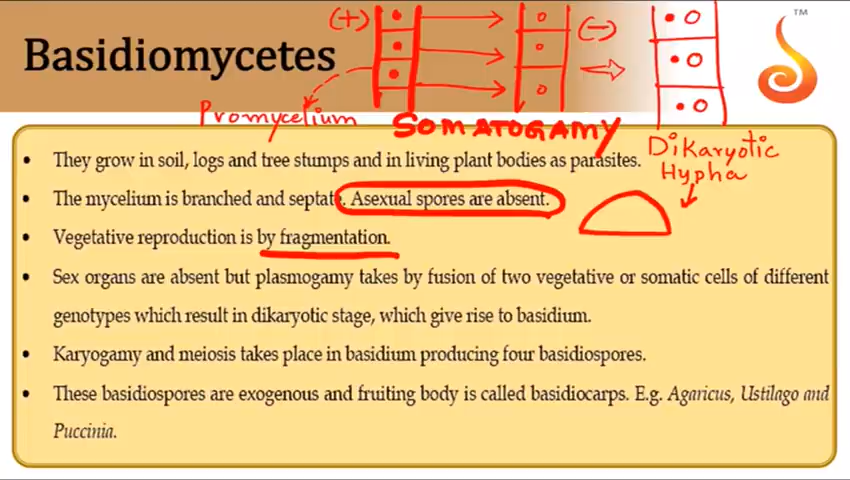 (+)
(-)
TM
Basidiomycetes
Promycelium
SOMATOGAMY
Dikaryotic
Hypha
• They grow in soil, logs and tree stumps and in living plant bodies as parasites.
• The mycelium is branched and septate. Asexual spores are absent.
• Vegetative reproduction is by fragmentation.
• Sex organs are absent but plasmogamy takes by fusion of two vegetative or somatic cells of different
genotypes which result in dikaryotic stage, which give rise to basidium.
• Karyogamy and meiosis takes place in basidium producing four basidiospores.
• These basidiospores are exogenous and fruiting body is called basidiocarps. E.g. Agaricus, Ustilago and
Puccinia.